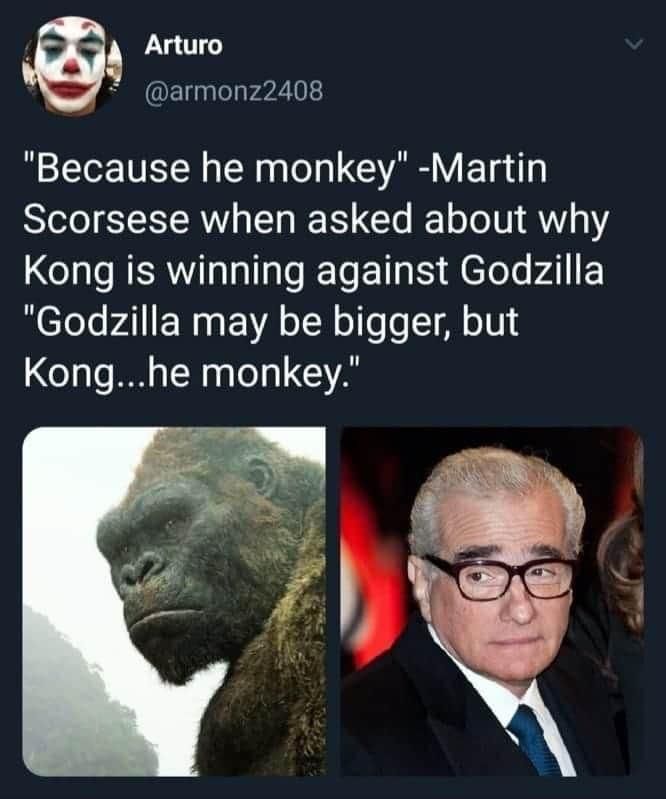 Arturo
@armonz2408
"Because he monkey" -Martin
Scorsese when asked about why
Kong is winning against Godzilla
"Godzilla may be bigger, but
Kong...he monkey."